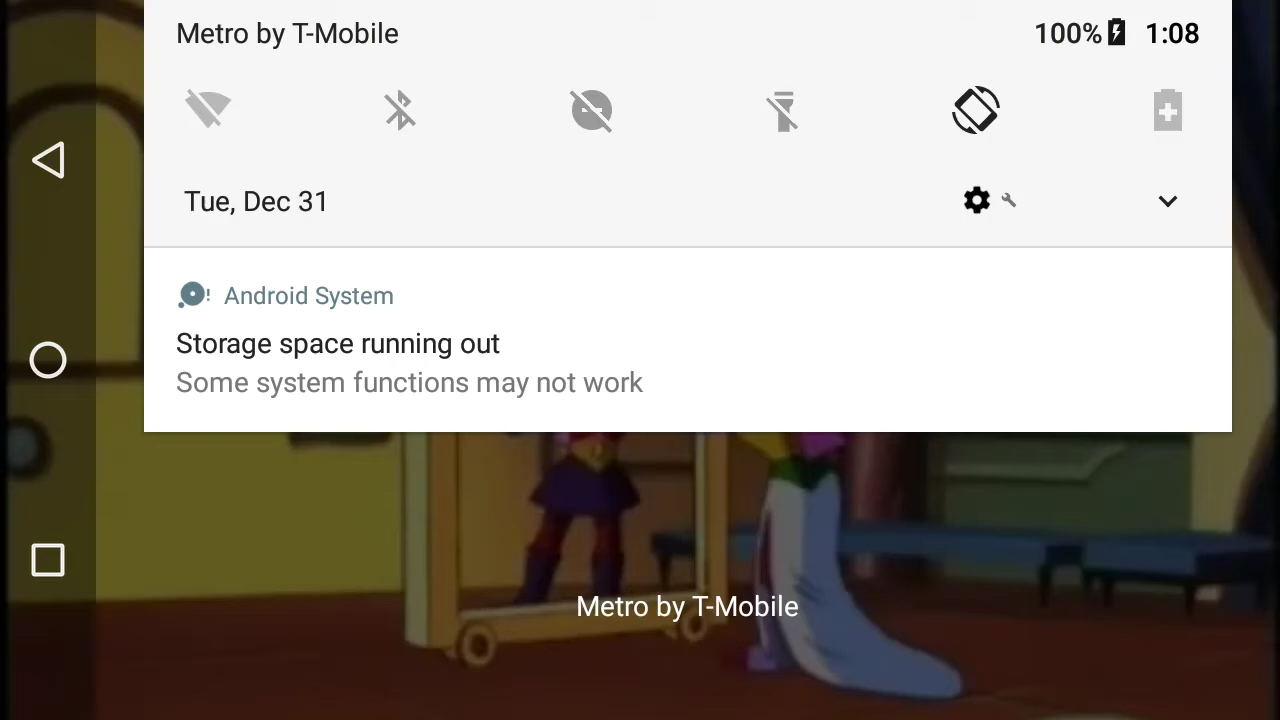 Metro by T-Mobile 100% 1:08
Tue, Dec 31
Android System
Storage space running out
Some system functions may not work
Metro by T-Mobile